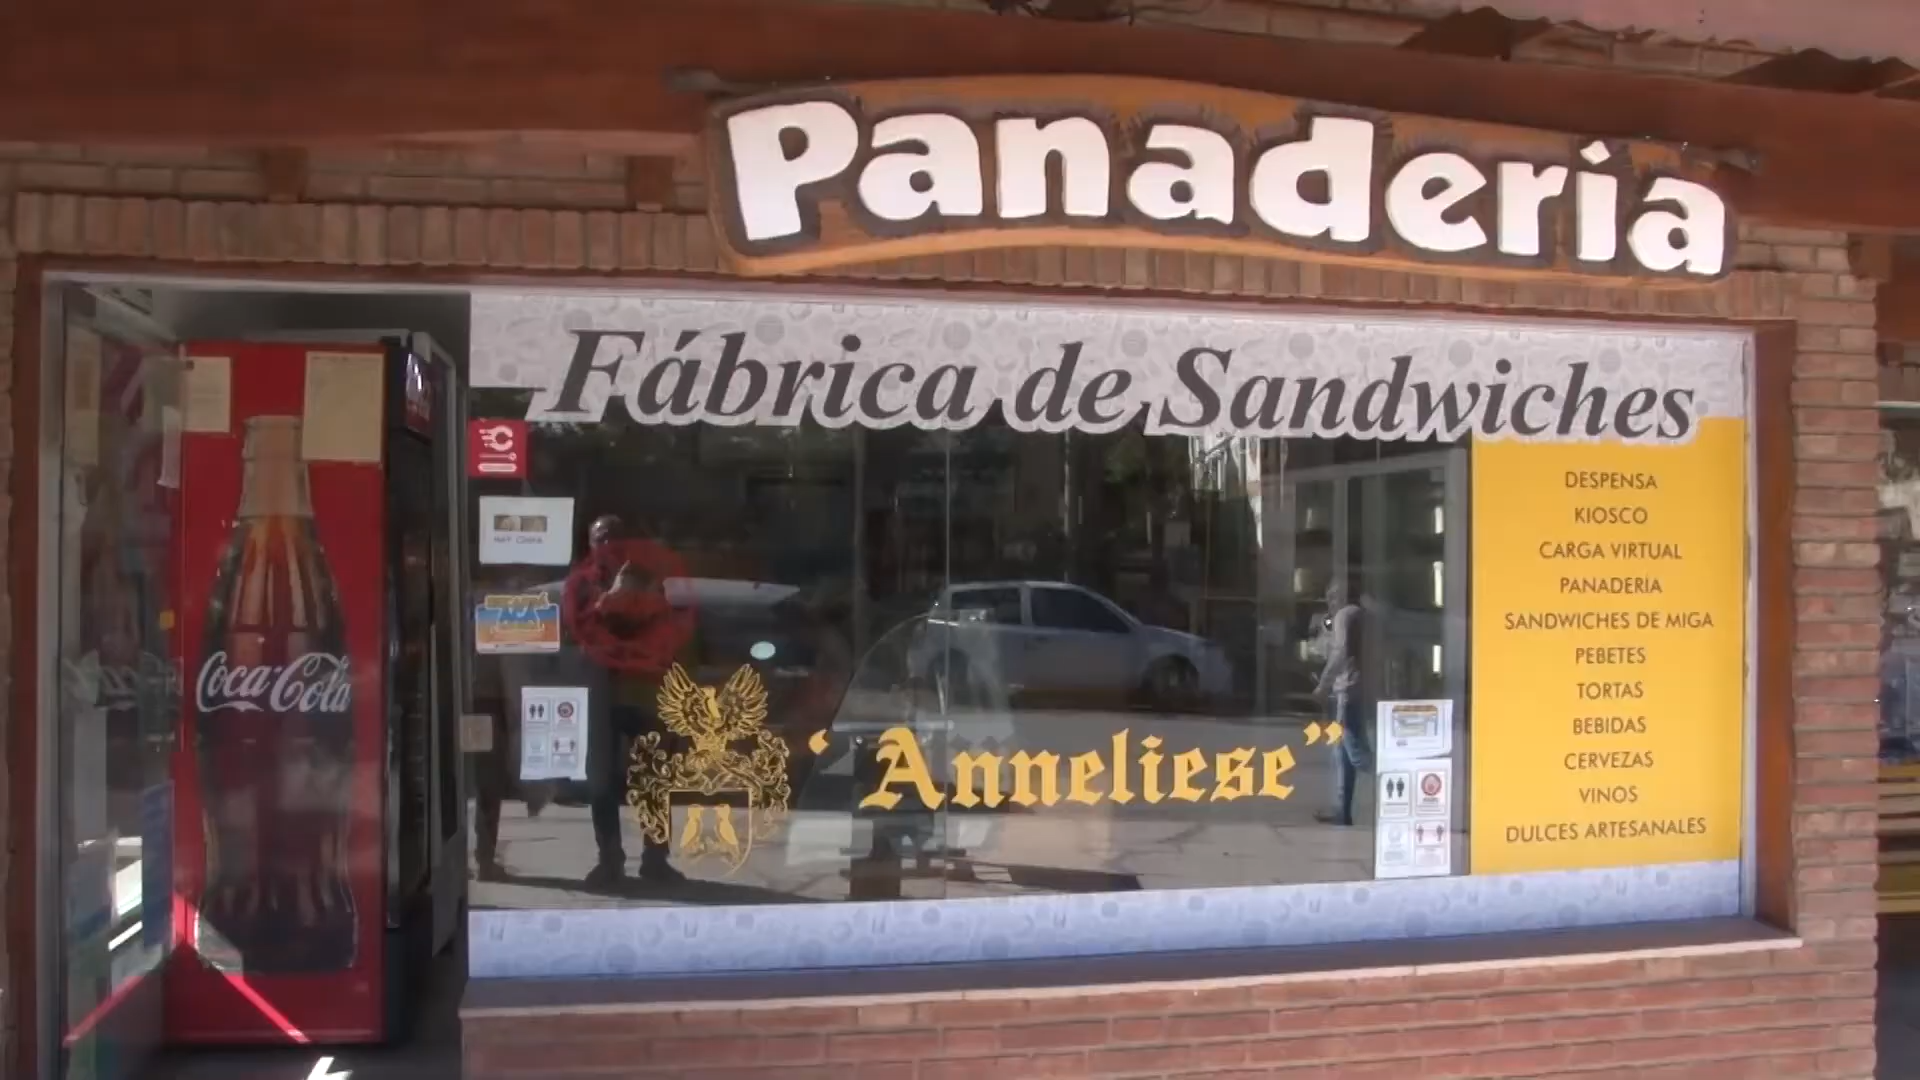 Panadería
Fábrica de Sandwiches
DESPENSA
KIOSCO
CARGA VIRTUAL
PANADERÍA
SANDWICHES DE MIGA
PEBETES
TORTAS
BEBIDAS
CERVEZAS
VINOS
DULCES ARTESANALES
Coca-Cola
‘Anneliese”